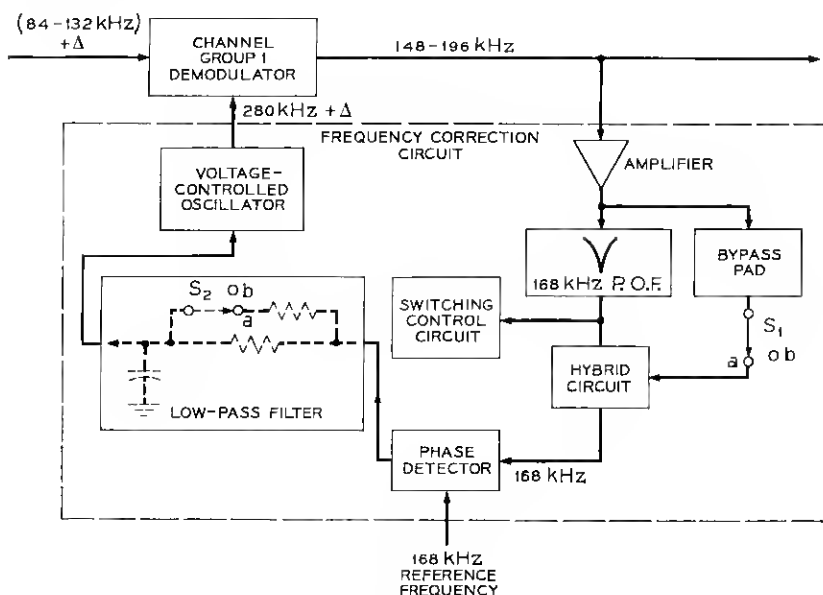 (84-132 kHz)
+Δ
CHANNEL
GROUP 1
DEMODULATOR
148-196 kHz
280 kHz +Δ
FREQUENCY CORRECTION
CIRCUIT
VOLTAGE-
CONTROLLED
OSCILLATOR
AMPLIFIER
168 kHz P.O.F.
BYPASS
PAD
S2 o b
a
SWITCHING
CONTROL
CIRCUIT
S1
a o b
HYBRID
CIRCUIT
LOW-PASS FILTER
PHASE
DETECTOR
168 kHz
168 kHz
REFERENCE
FREQUENCY